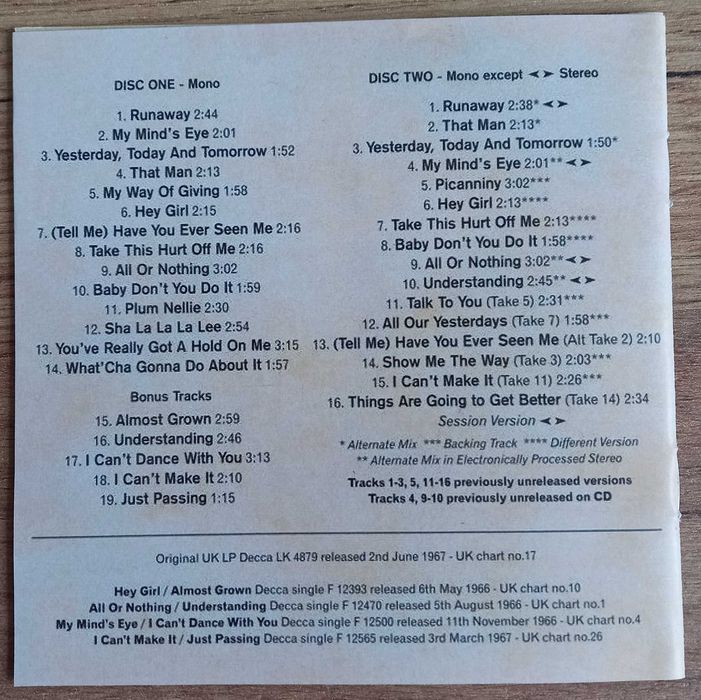 DISC ONE - Mono
1. Runaway 2:44
2. My Mind's Eye 2:01
3. Yesterday, Today And Tomorrow 1:52
4. That Man 2:13
5. My Way Of Giving 1:58
6. Hey Girl 2:15
7. (Tell Me) Have You Ever Seen Me 2:16
8. Take This Hurt Off Me 2:16
9. All Or Nothing 3:02
10. Baby Don't You Do It 1:59
11. Plum Nellie 2:30
12. Sha La La La Lee 2:54
13. You've Really Got A Hold On Me 3:15
14. What'Cha Gonna Do About It 1:57
Bonus Tracks
15. Almost Grown 2:59
16. Understanding 2:46
17. I Can't Dance With You 3:13
18. I Can't Make It 2:10
19. Just Passing 1:15
DISC TWO - Mono except ◄► Stereo
1. Runaway 2:38* ◄►
2. That Man 2:13*
3. Yesterday, Today And Tomorrow 1:50*
4. My Mind's Eye 2:01** ◄►
5. Picanniny 3:02***
6. Hey Girl 2:13****
7. Take This Hurt Off Me 2:13****
8. Baby Don't You Do It 1:58****
9. All Or Nothing 3:02** ◄►
10. Understanding 2:45** ◄►
11. Talk To You (Take 5) 2:31***
12. All Our Yesterdays (Take 7) 1:58***
13. (Tell Me) Have You Ever Seen Me (Alt Take 2) 2:10
14. Show Me The Way (Take 3) 2:03***
15. I Can't Make It (Take 11) 2:26***
16. Things Are Going to Get Better (Take 14) 2:34
Session Version ◄►
* Alternate Mix *** Backing Track **** Different Version
** Alternate Mix in Electronically Processed Stereo
Tracks 1-3, 5, 11-16 previously unreleased versions
Tracks 4, 9-10 previously unreleased on CD
Original UK LP Decca LK 4879 released 2nd June 1967 - UK chart no.17
Hey Girl / Almost Grown Decca single F 12393 released 6th May 1966 - UK chart no.10
All Or Nothing / Understanding Decca single F 12470 released 5th August 1966 - UK chart no.1
My Mind's Eye / I Can't Dance With You Decca F 12500 released 11th November 1966 - UK chart no.4
I Can't Make It / Just Passing Decca single F 12565 released 3rd March 1967 - UK chart no.26